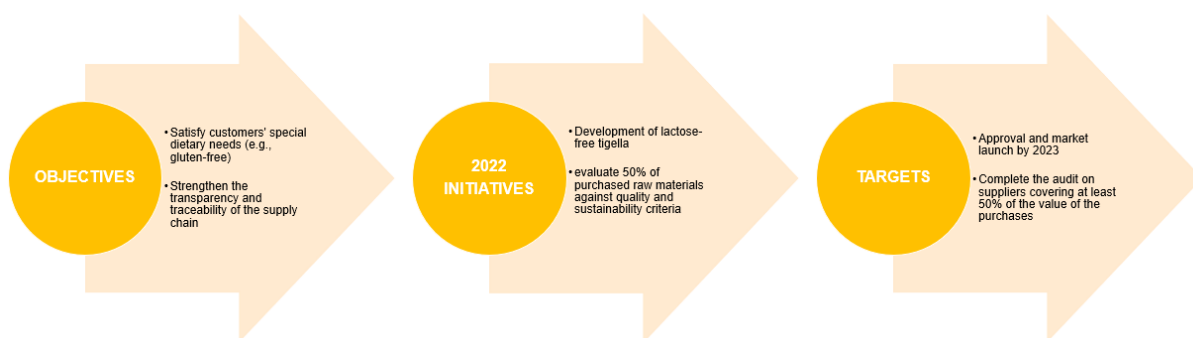 OBJECTIVES
•Satisfy customers' special
dietary needs (e.g.,
gluten-free)
•Strengthen the
transparency and
traceability of the supply
chain
2022
INITIATIVES
•Development of lactose-
free tigella
•evaluate 50% of
purchased raw materials
against quality and
sustainability criteria
TARGETS
•Approval and market
launch by 2023
•Complete the audit on
suppliers covering at least
50% of the value of the
purchases